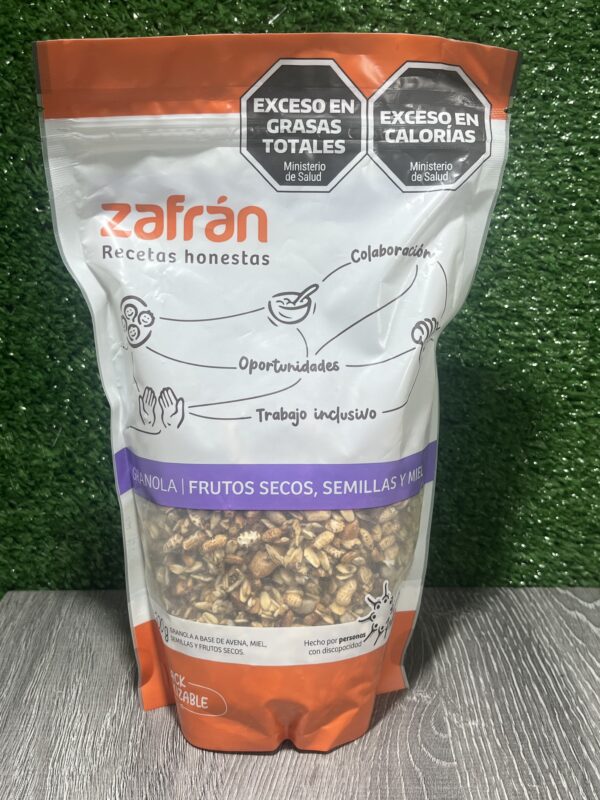 EXCESO EN
GRASAS
TOTALES
Ministerio
de Salud
EXCESO EN
CALORÍAS
Ministerio
de Salud
zafrán
Recetas honestas
Colaboración
Oportunidades
Trabajo inclusivo
GRANOLA | FRUTOS SECOS, SEMILLAS Y MIEL
GRANOLA A BASE DE AVENA, MIEL,
SEMILLAS Y FRUTOS SECOS.
Hecho por personas
con discapacidad